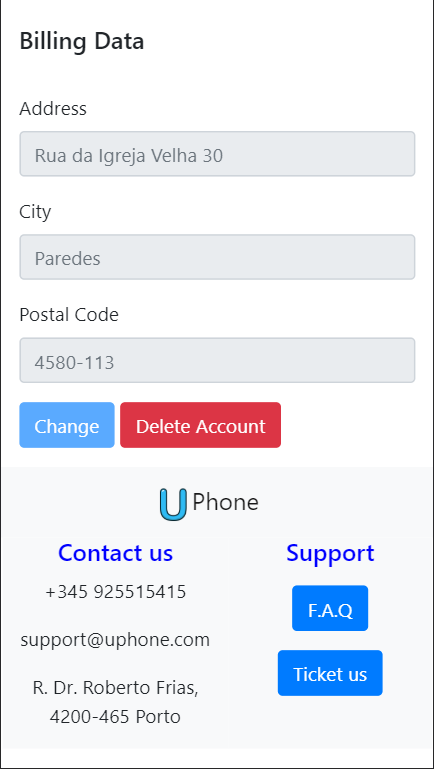 Billing Data
Address
Rua da Igreja Velha 30
City
Paredes
Postal Code
4580-113
Change Delete Account
U Phone
Contact us
+345 925515415
support@uphone.com
R. Dr. Roberto Frias,
4200-465 Porto
Support
F.A.Q
Ticket us